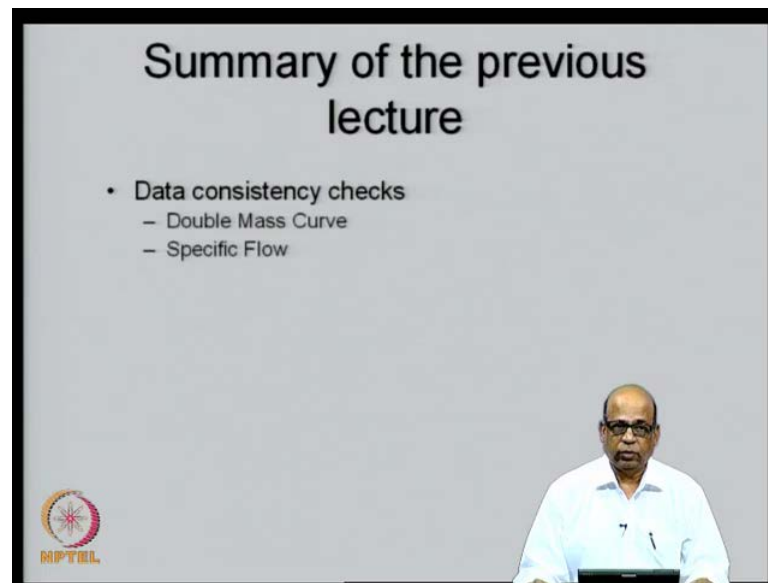 Summary of the previous
lecture
• Data consistency checks
– Double Mass Curve
– Specific Flow
NPTEL